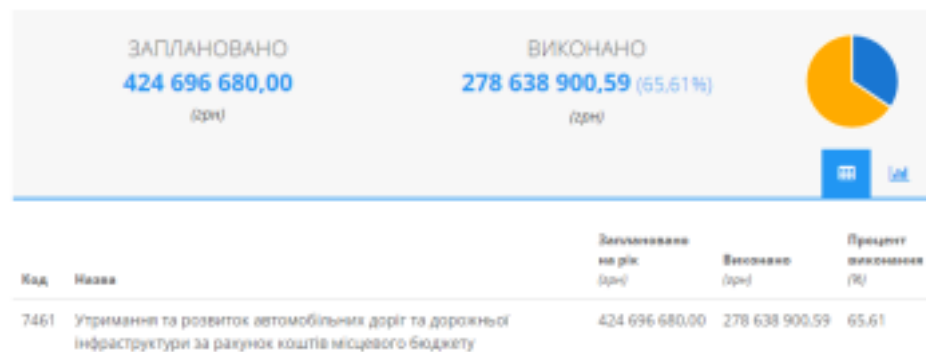 ЗАПЛАНОВАНО
424 696 680,00
(грн)
ВИКОНАНО
278 638 900,59 (65,61%)
(грн)
Код
Назва
Заплановано
на рік
(грн)
Виконано
(грн)
Процент
виконання
(%)
7461
Утримання та розвиток автомобільних доріг та дорожньої
інфраструктури за рахунок коштів місцевого бюджету
424 696 680,00
278 638 900,59
65.61